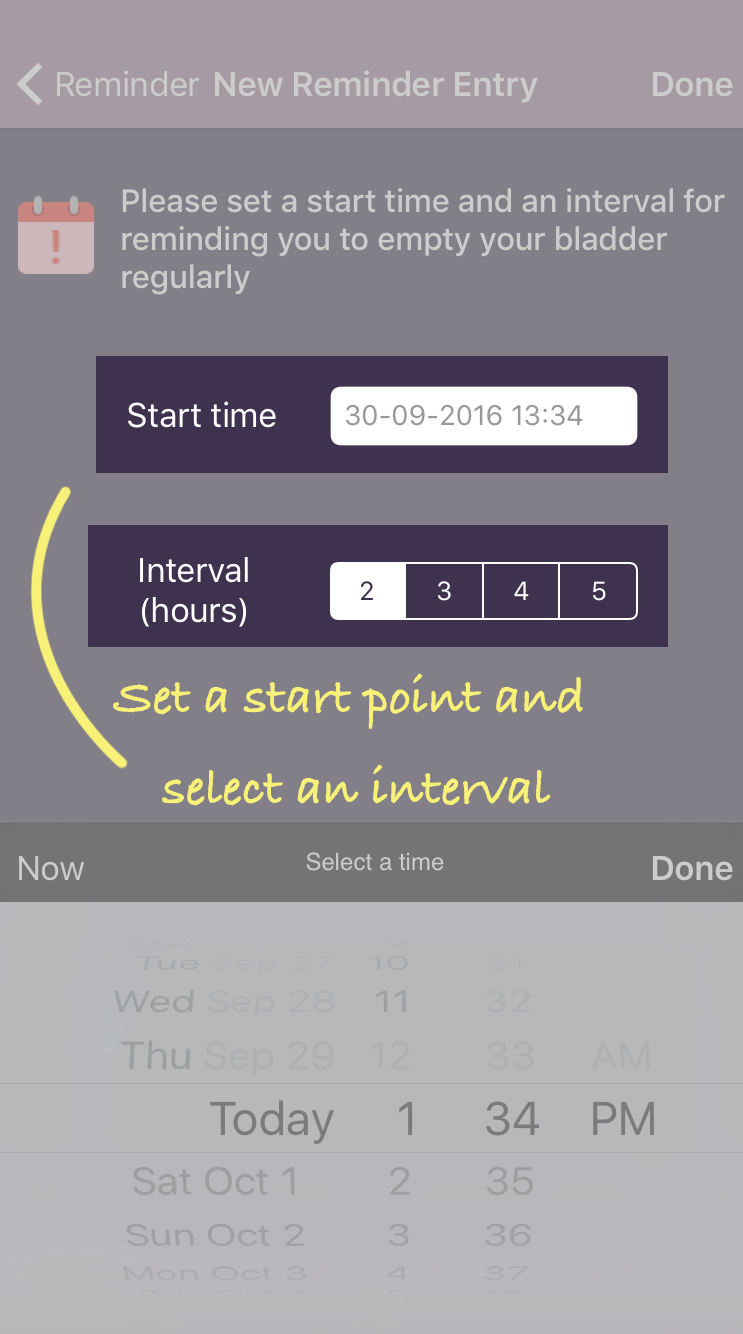 Reminder New Reminder Entry Done
Please set a start time and an interval for
reminding you to empty your bladder
regularly
Start time 30-09-2016 13:34
Interval
(hours)
2 3 4 5
Set a start point and
select an interval
Now Select a time Done
Tue Sep 27 10 31
Wed Sep 28 11 32
Thu Sep 29 12 33 AM
Today 1 34 PM
Sat Oct 1 2 35
Sun Oct 2 3 36
Mon Oct 3 4 37